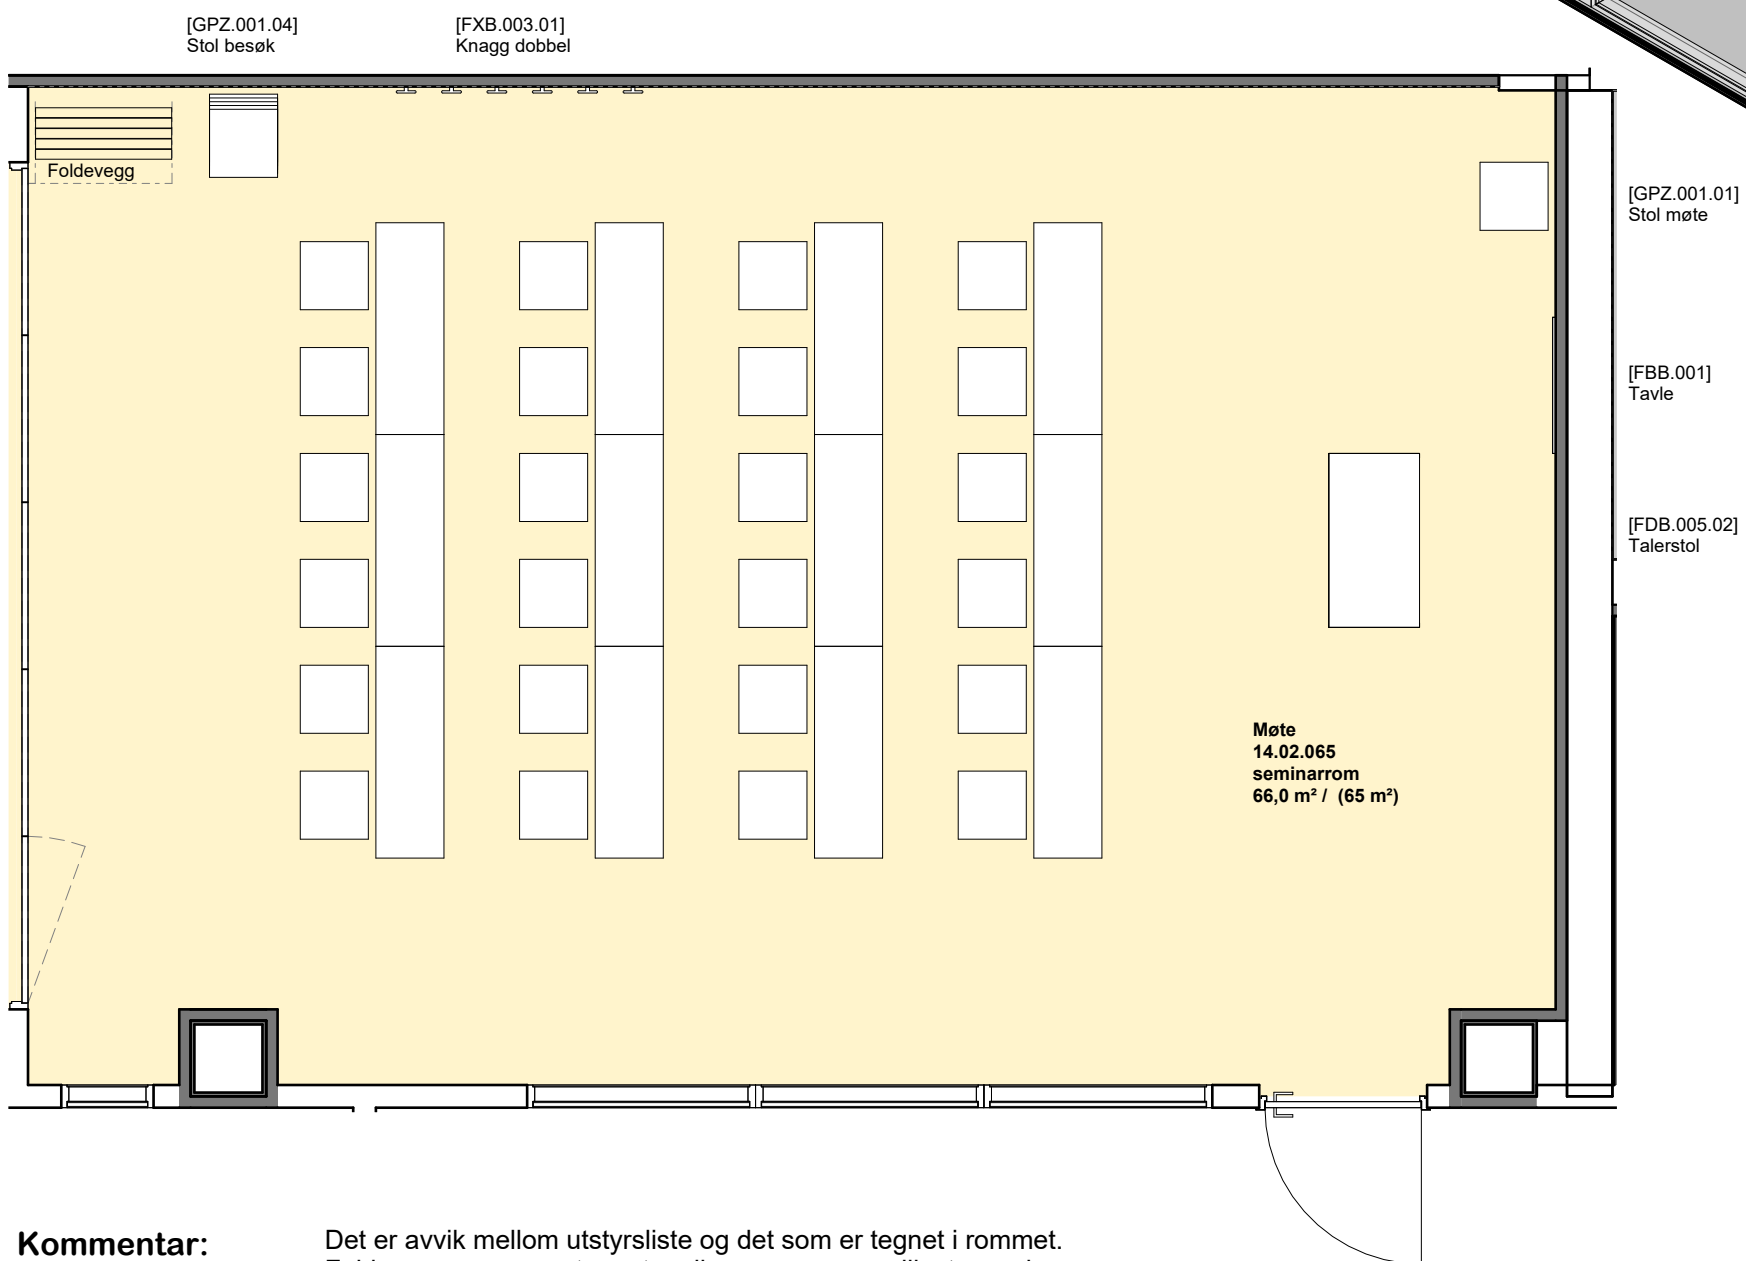 [GPZ.001.04]
Stol besøk
[FXB.003.01]
Knagg dobbel
Foldevegg
[GPZ.001.01]
Stol møte
[FBB.001]
Tavle
[FDB.005.02]
Talerstol
Møte
14.02.065
seminarrom
66,0 m² / (65 m²)
Kommentar:
Det er avvik mellom utstyrsliste og det som er tegnet i rommet.